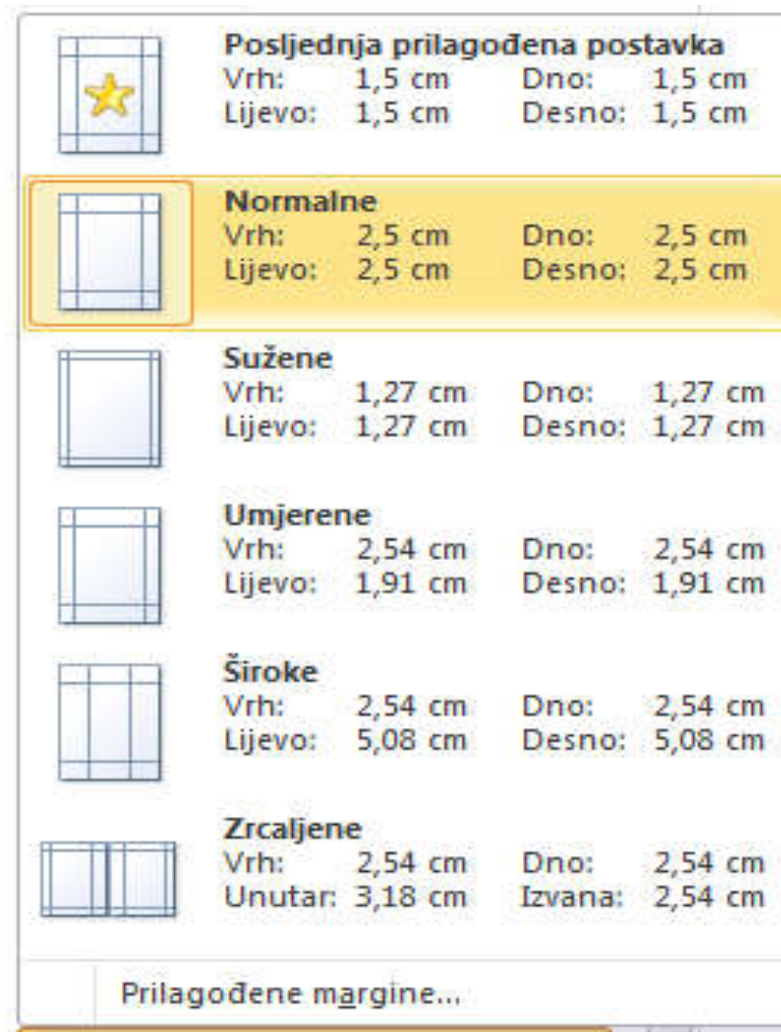 Posljednja prilagođena postavka
Vrh: 1,5 cm Dno: 1,5 cm
Lijevo: 1,5 cm Desno: 1,5 cm
Normalne
Vrh: 2,5 cm Dno: 2,5 cm
Lijevo: 2,5 cm Desno: 2,5 cm
Sužene
Vrh: 1,27 cm Dno: 1,27 cm
Lijevo: 1,27 cm Desno: 1,27 cm
Umjerene
Vrh: 2,54 cm Dno: 2,54 cm
Lijevo: 1,91 cm Desno: 1,91 cm
Široke
Vrh: 2,54 cm Dno: 2,54 cm
Lijevo: 5,08 cm Desno: 5,08 cm
Zrcaljene
Vrh: 2,54 cm Dno: 2,54 cm
Unutar: 3,18 cm Izvana: 2,54 cm
Prilagođene margine...